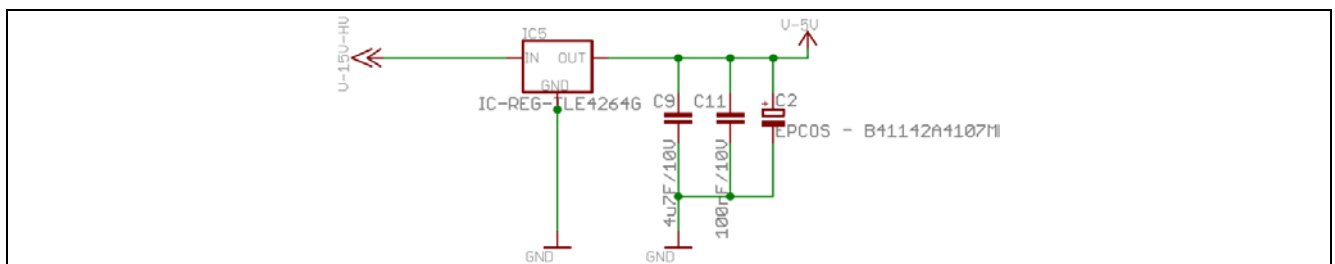 V-5V
IC5
V-15V-HV
IN OUT
GND
IC-REG-TLE4264G
C9
C11
+
C2
EPCOS - B41142A4107M
4u7F/10V
100nF/10V
GND
GND